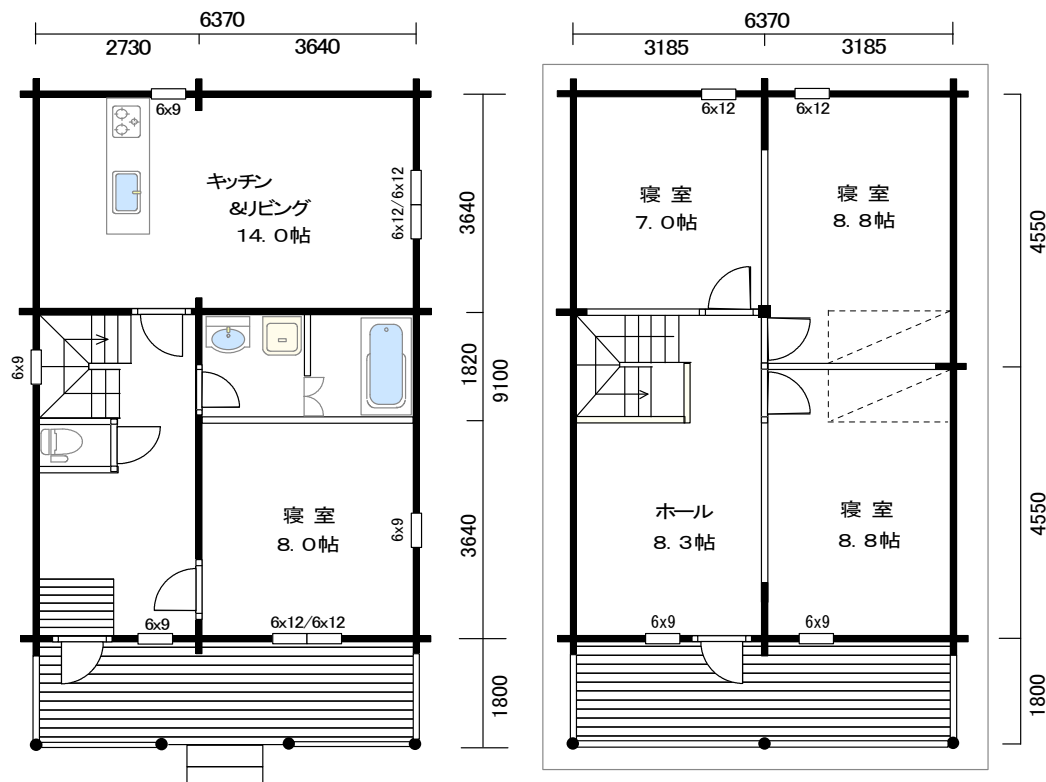 6370
2730 3640
6x9
キッチン
&リビング
14.0帖
6x12/6x12
3640
6x9
1820
9100
寝室
8.0帖
6x9
3640
6x9
6x12/6x12
1800
6370
3185 3185
6x12 6x12
寝室
7.0帖
寝室
8.8帖
4550
ホール
8.3帖
寝室
8.8帖
4550
6x9 6x9
1800